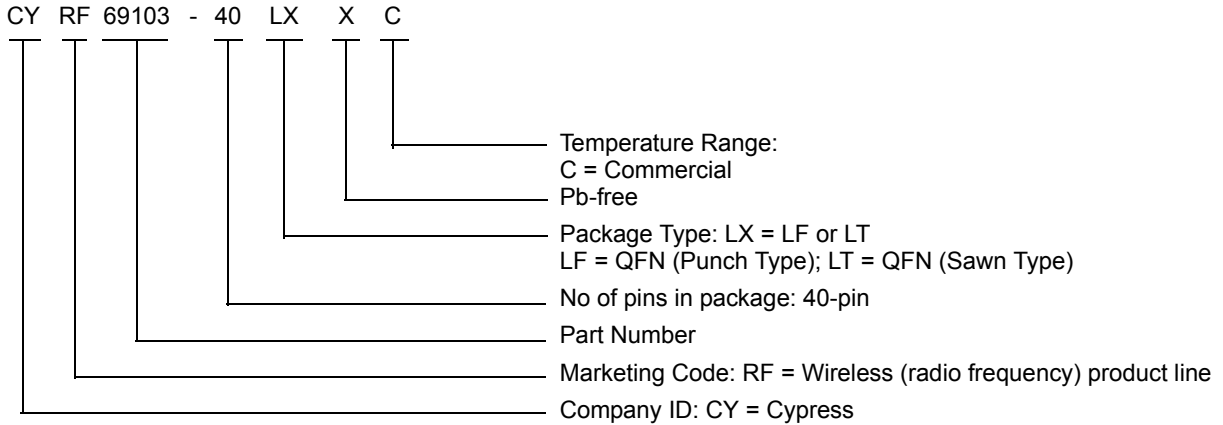 CY RF 69103 - 40 LX X C
Temperature Range:
C = Commercial
Pb-free
Package Type: LX = LF or LT
LF = QFN (Punch Type); LT = QFN (Sawn Type)
No of pins in package: 40-pin
Part Number
Marketing Code: RF = Wireless (radio frequency) product line
Company ID: CY = Cypress